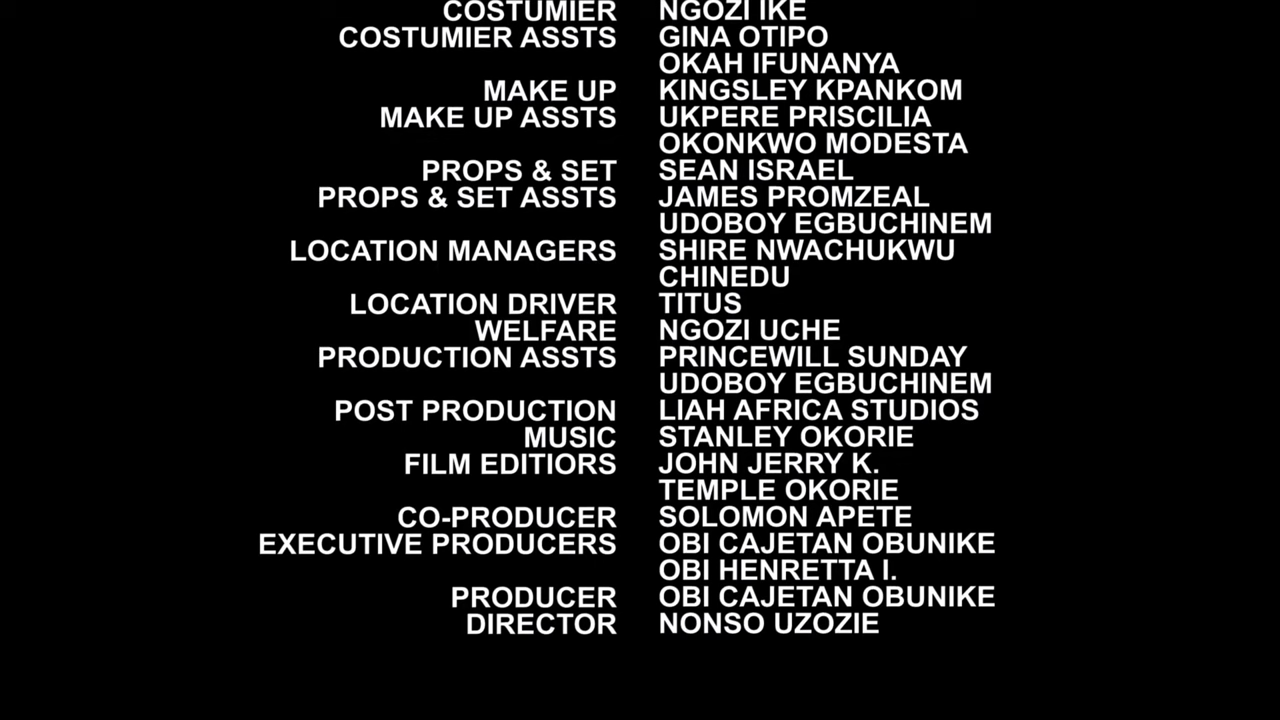 COSTUMIER NGOZI IKE
COSTUMIER ASSTS GINA OTIPO
OKAH IFUNANYA
MAKE UP KINGSLEY KPANKOM
MAKE UP ASSTS UKPERE PRISCILIA
OKONKWO MODESTA
PROPS & SET SEAN ISRAEL
PROPS & SET ASSTS JAMES PROMZEAL
UDOBOY EGBUCHINEM
LOCATION MANAGERS SHIRE NWACHUKWU
CHINEDU
LOCATION DRIVER TITUS
WELFARE NGOZI UCHE
PRODUCTION ASSTS PRINCEWILL SUNDAY
UDOBOY EGBUCHINEM
POST PRODUCTION LIAH AFRICA STUDIOS
MUSIC STANLEY OKORIE
FILM EDITIORS JOHN JERRY K.
TEMPLE OKORIE
CO-PRODUCER SOLOMON APETE
EXECUTIVE PRODUCERS OBI CAJETAN OBUNIKE
OBI HENRETTA I.
PRODUCER OBI CAJETAN OBUNIKE
DIRECTOR NONSO UZOZIE